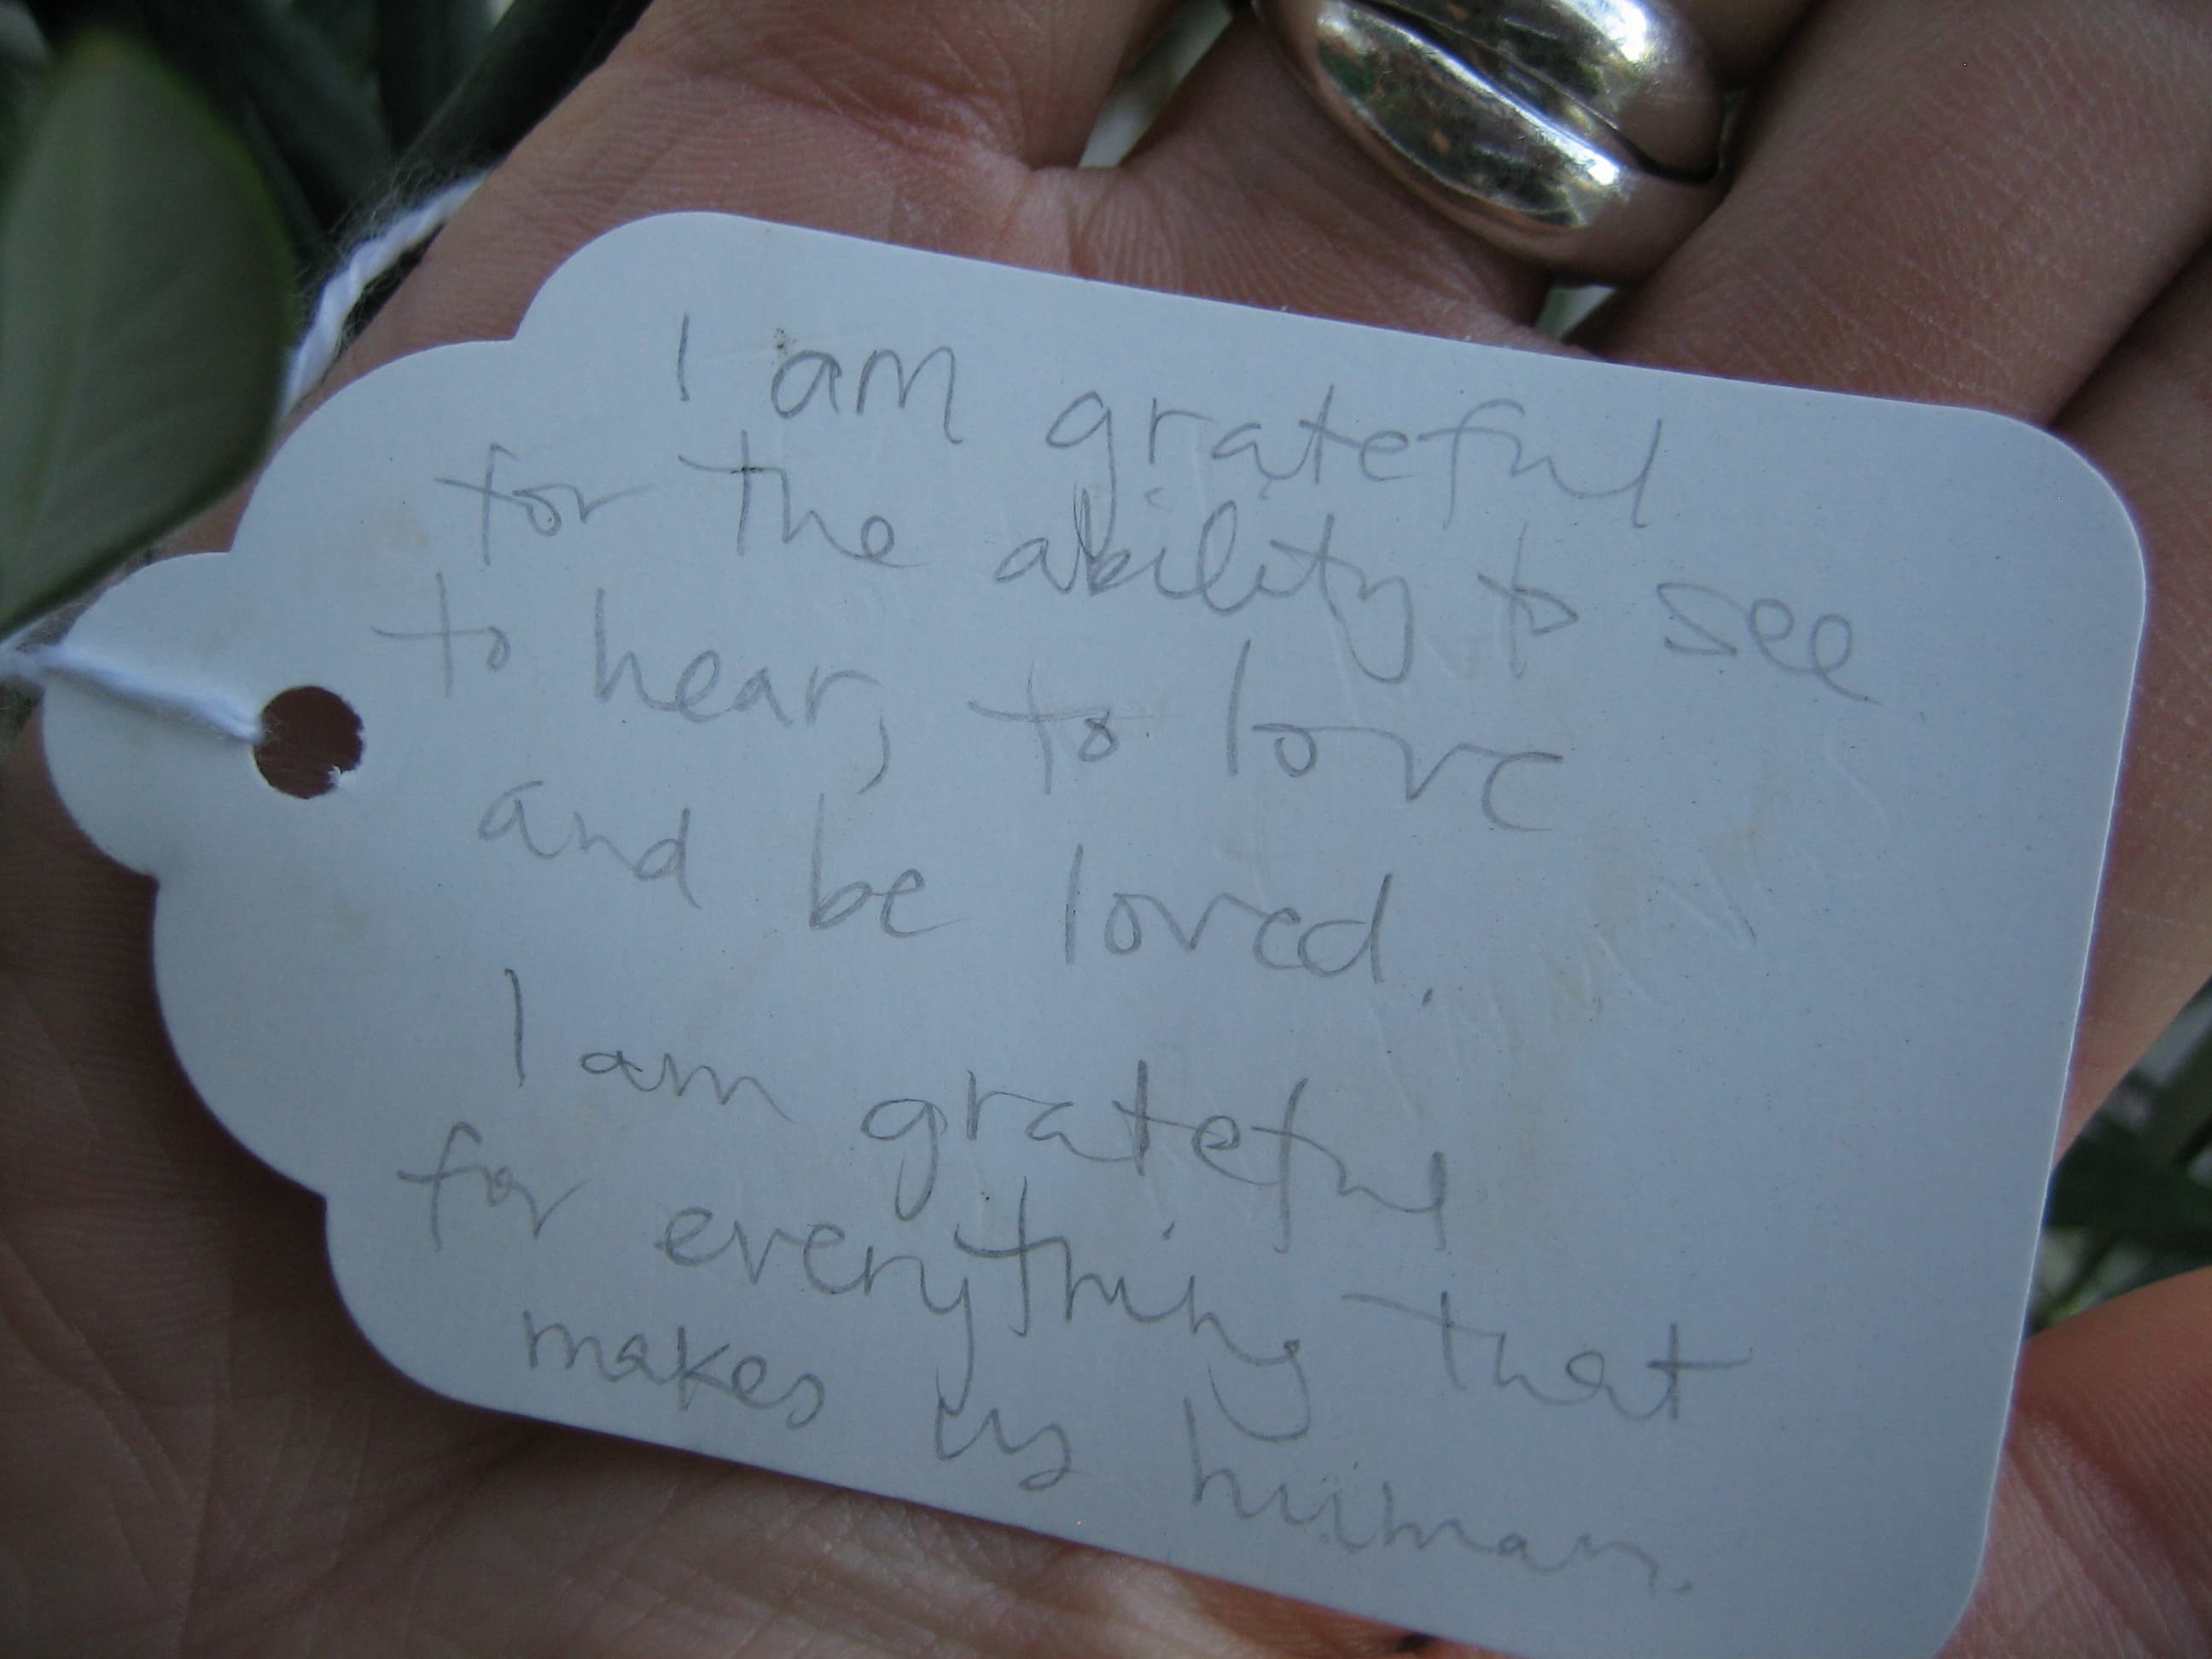 I am grateful
for the ability to see
to hear, to love
and be loved.
I am grateful
for everything that
makes us human.